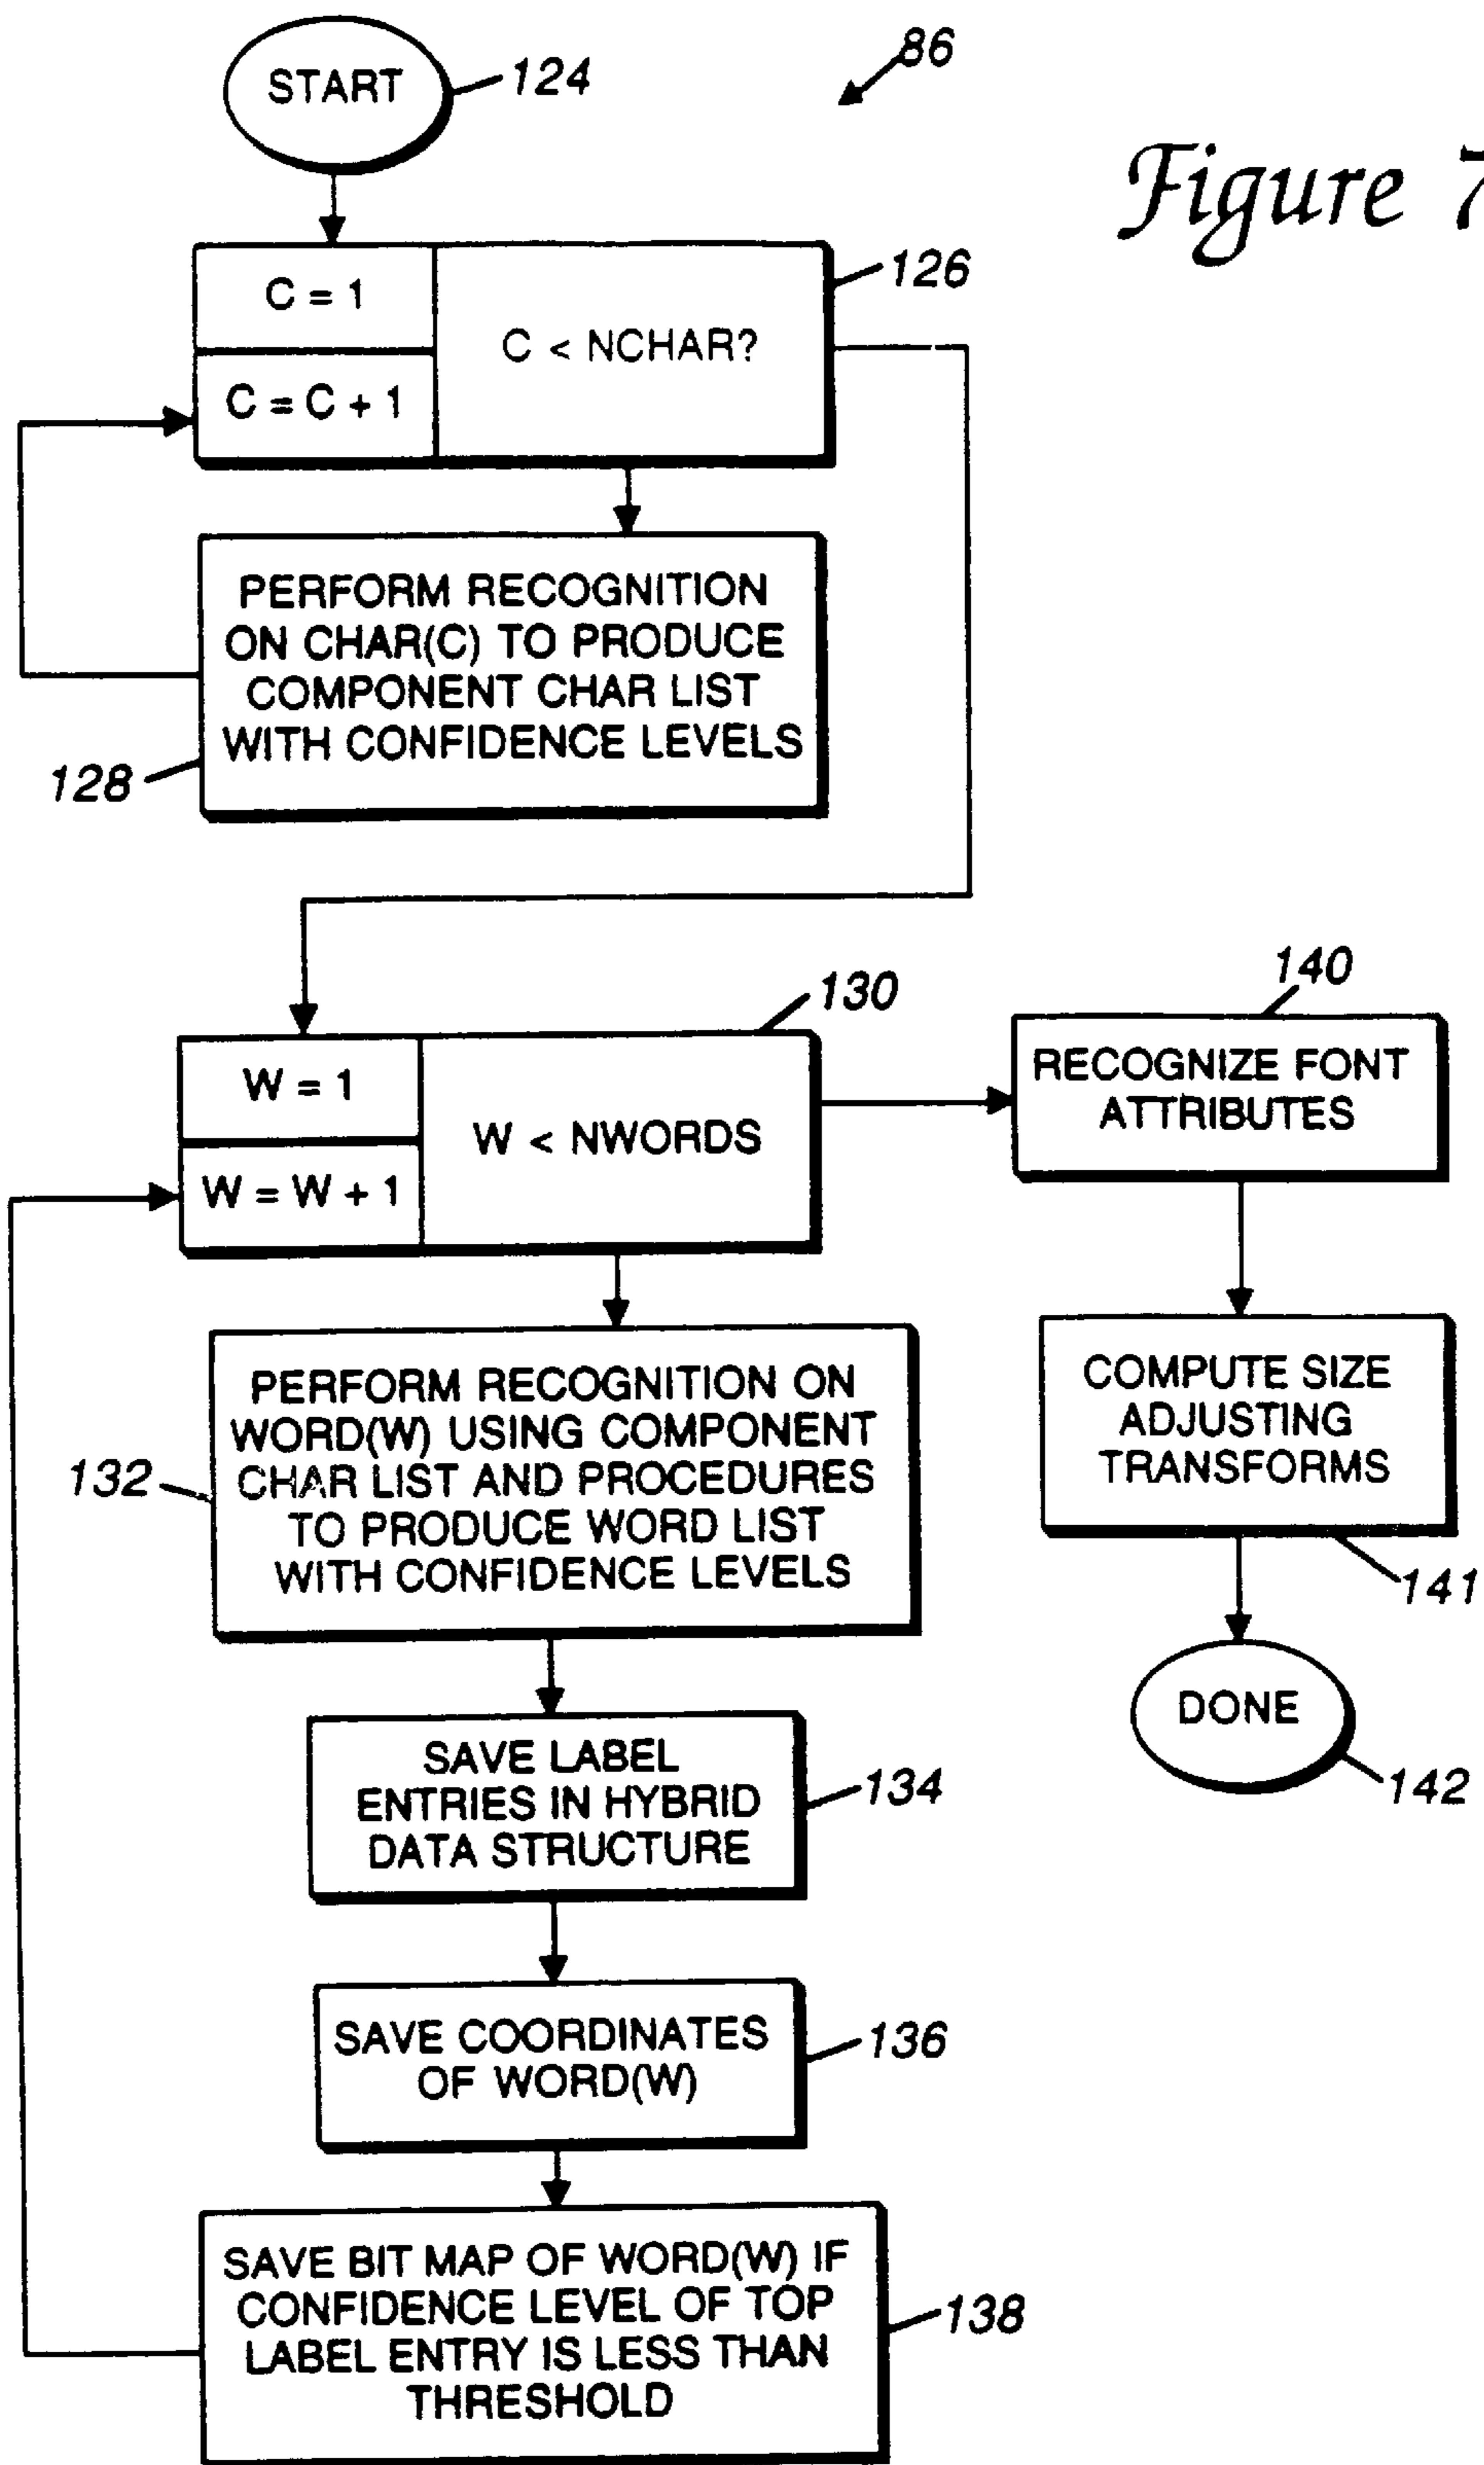 START
124
86
Figure 7
C = 1
C = C + 1
C < NCHAR?
126
PERFORM RECOGNITION
ON CHAR(C) TO PRODUCE
COMPONENT CHAR LIST
WITH CONFIDENCE LEVELS
128
W = 1
W = W + 1
W < NWORDS
130
140
RECOGNIZE FONT
ATTRIBUTES
PERFORM RECOGNITION ON
WORD(W) USING COMPONENT
CHAR LIST AND PROCEDURES
TO PRODUCE WORD LIST
WITH CONFIDENCE LEVELS
132
COMPUTE SIZE
ADJUSTING
TRANSFORMS
141
DONE
142
SAVE LABEL
ENTRIES IN HYBRID
DATA STRUCTURE
134
SAVE COORDINATES
OF WORD(W)
136
SAVE BIT MAP OF WORD(W) IF
CONFIDENCE LEVEL OF TOP
LABEL ENTRY IS LESS THAN
THRESHOLD
138